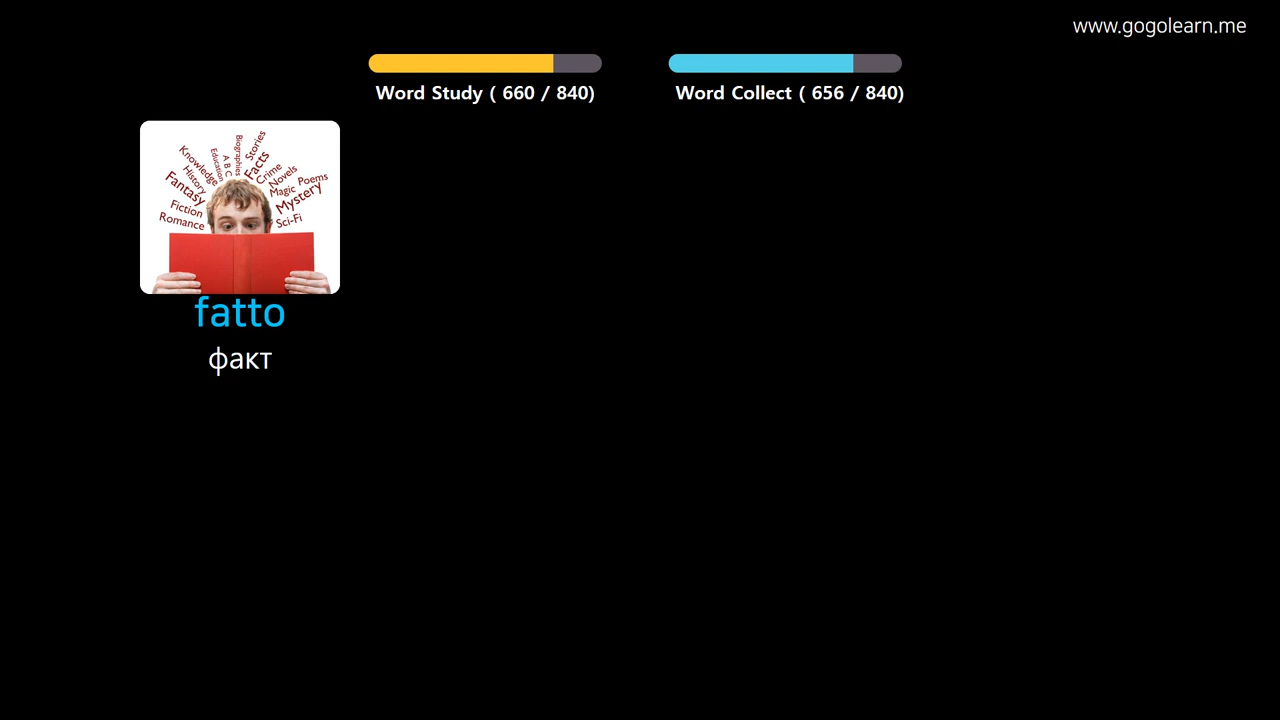 www.gogolearn.me
Word Study ( 660 / 840)
Word Collect ( 656 / 840)
Knowledge
History
Fantasy
Fiction
Romance
Education
A B C
Biographies
Stories
Facts
Crime
Novels
Magic
Poems
Mystery
Sci-Fi
fatto
факт